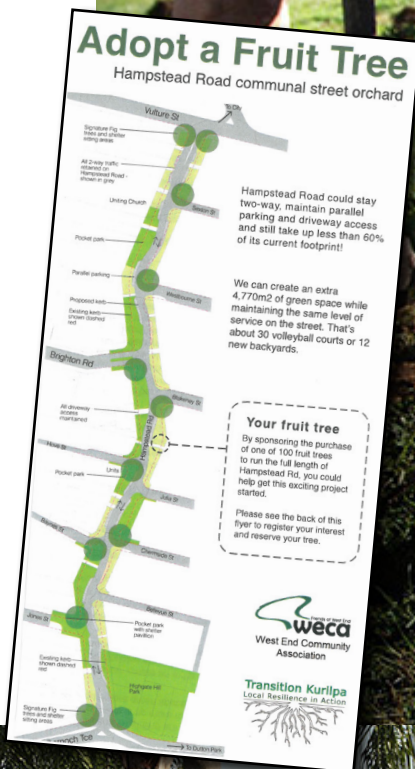 Adopt a Fruit Tree
Hampstead Road communal street orchard
Vulture St
To City
Signature Fig
trees and shelter
sitting areas
All 2-way traffic
retained on
Hampstead Road -
shown in grey
Uniting Church
Sexton St
Pocket park
Hampstead Road could stay
two-way, maintain parallel
parking and driveway access
and still take up less than 60%
of its current footprint!
Parallel parking
Westbourne St
Proposed kerb
Existing kerb
shown dashed
red
We can create an extra
4,770m2 of green space while
maintaining the same level of
service on the street. That's
about 30 volleyball courts or 12
new backyards.
Brighton Rd
Blakeney St
All driveway
access
maintained
Hampstead Rd
Your fruit tree
By sponsoring the purchase
of one of 100 fruit trees
to run the full length of
Hampstead Rd, you could
help get this exciting project
started.
Please see the back of this
flyer to register your interest
and reserve your tree.
Units
Pocket park
Julia St
Chermside St
Bellevue St
Jones St
Pocket park
with shelter
pavilion
Friends of West End
weca
West End Community
Association
Existing kerb
shown dashed
red
Highgate Hill
Park
Transition Kurilpa
Local Resilience in Action
Signature Fig
trees and shelter
sitting areas
Tce
To Dutton Park